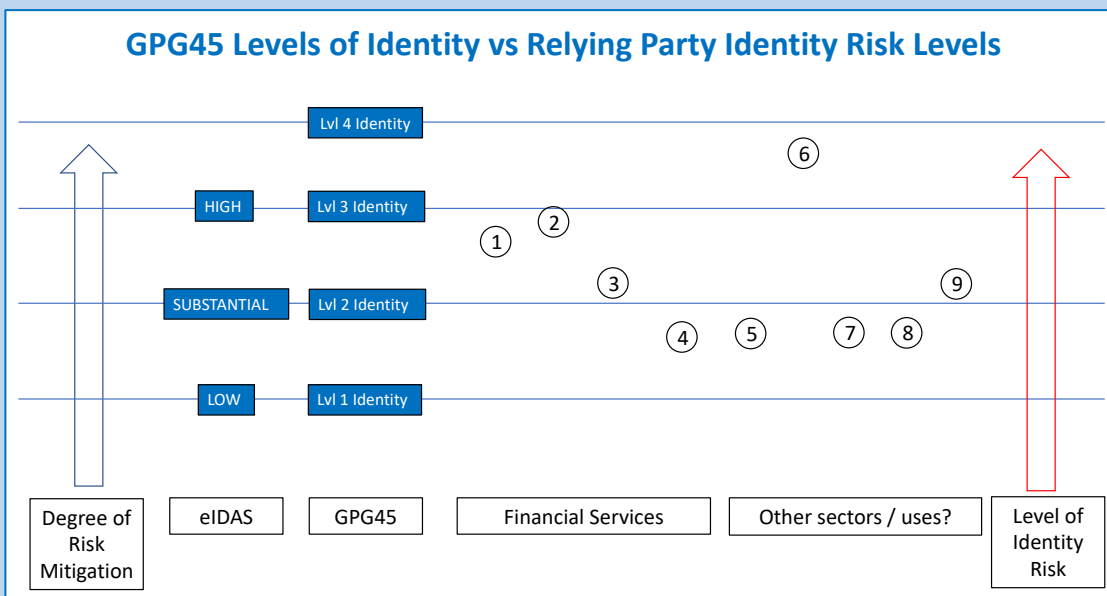 GPG45 Levels of Identity vs Relying Party Identity Risk Levels
Lvl 4 Identity
6
HIGH
Lvl 3 Identity
2
1
3
9
SUBSTANTIAL
Lvl 2 Identity
4
5
7
8
LOW
Lvl 1 Identity
Degree of
Risk
Mitigation
eIDAS
GPG45
Financial Services
Other sectors / uses?
Level of
Identity
Risk